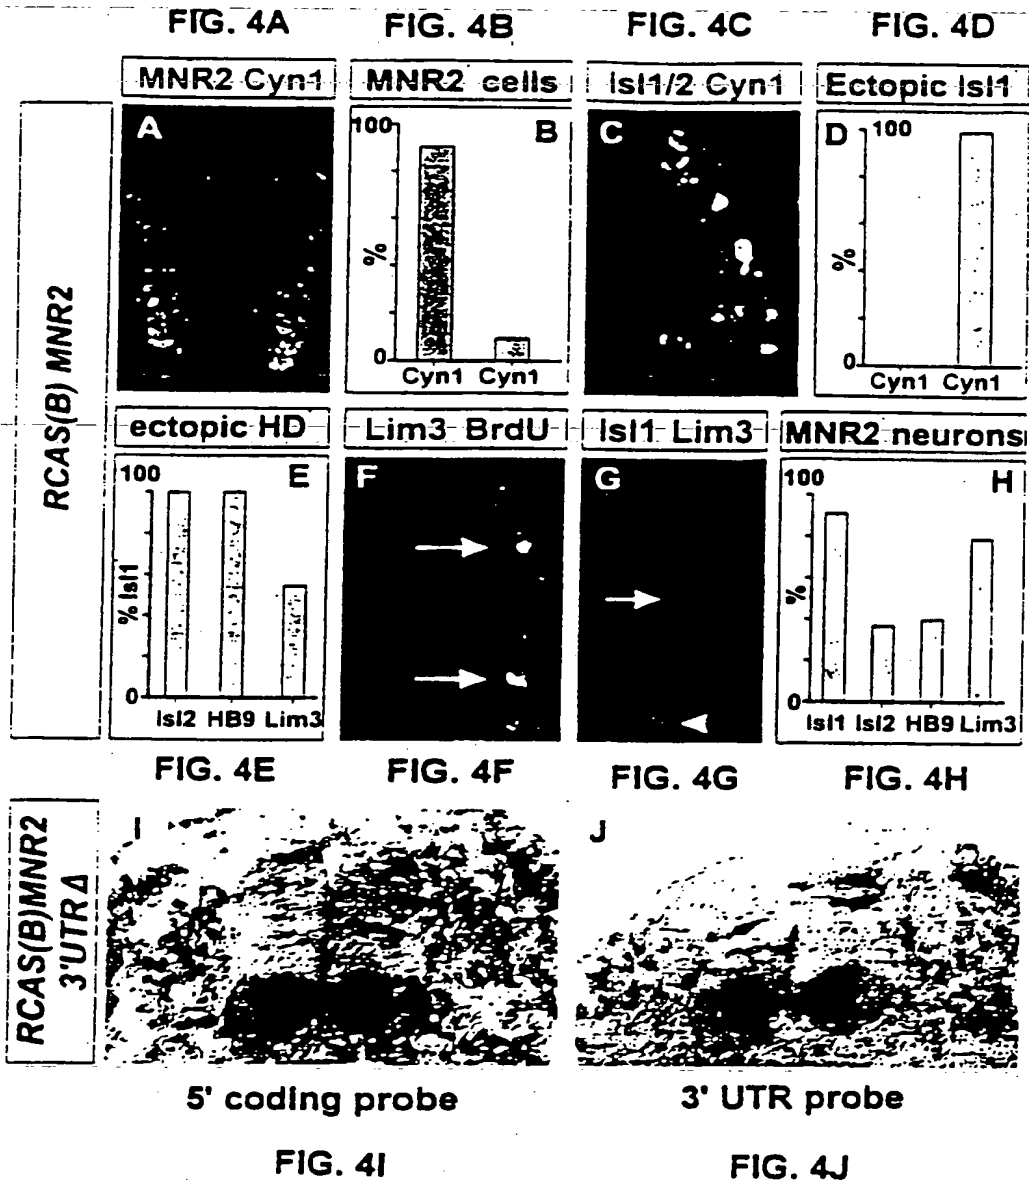 FIG. 4A FIG. 4B FIG. 4C FIG. 4D
MNR2 Cyn1 MNR2 cells Isl1/2 Cyn1 Ectopic Isl1
RCAS(B) MNR2
A
100 B
%
0
Cyn1 Cyn1
C
D 100
%
0
Cyn1 Cyn1
ectopic HD Lim3 BrdU Isl1 Lim3 MNR2 neurons
100 E
% Isl1
0
Isl2 HB9 Lim3
F
G
100 H
%
0
Isl1 Isl2 HB9 Lim3
FIG. 4E FIG. 4F FIG. 4G FIG. 4H
RCAS(B)MNR2
3'UTR Δ
I J
5' coding probe 3' UTR probe
FIG. 4I FIG. 4J